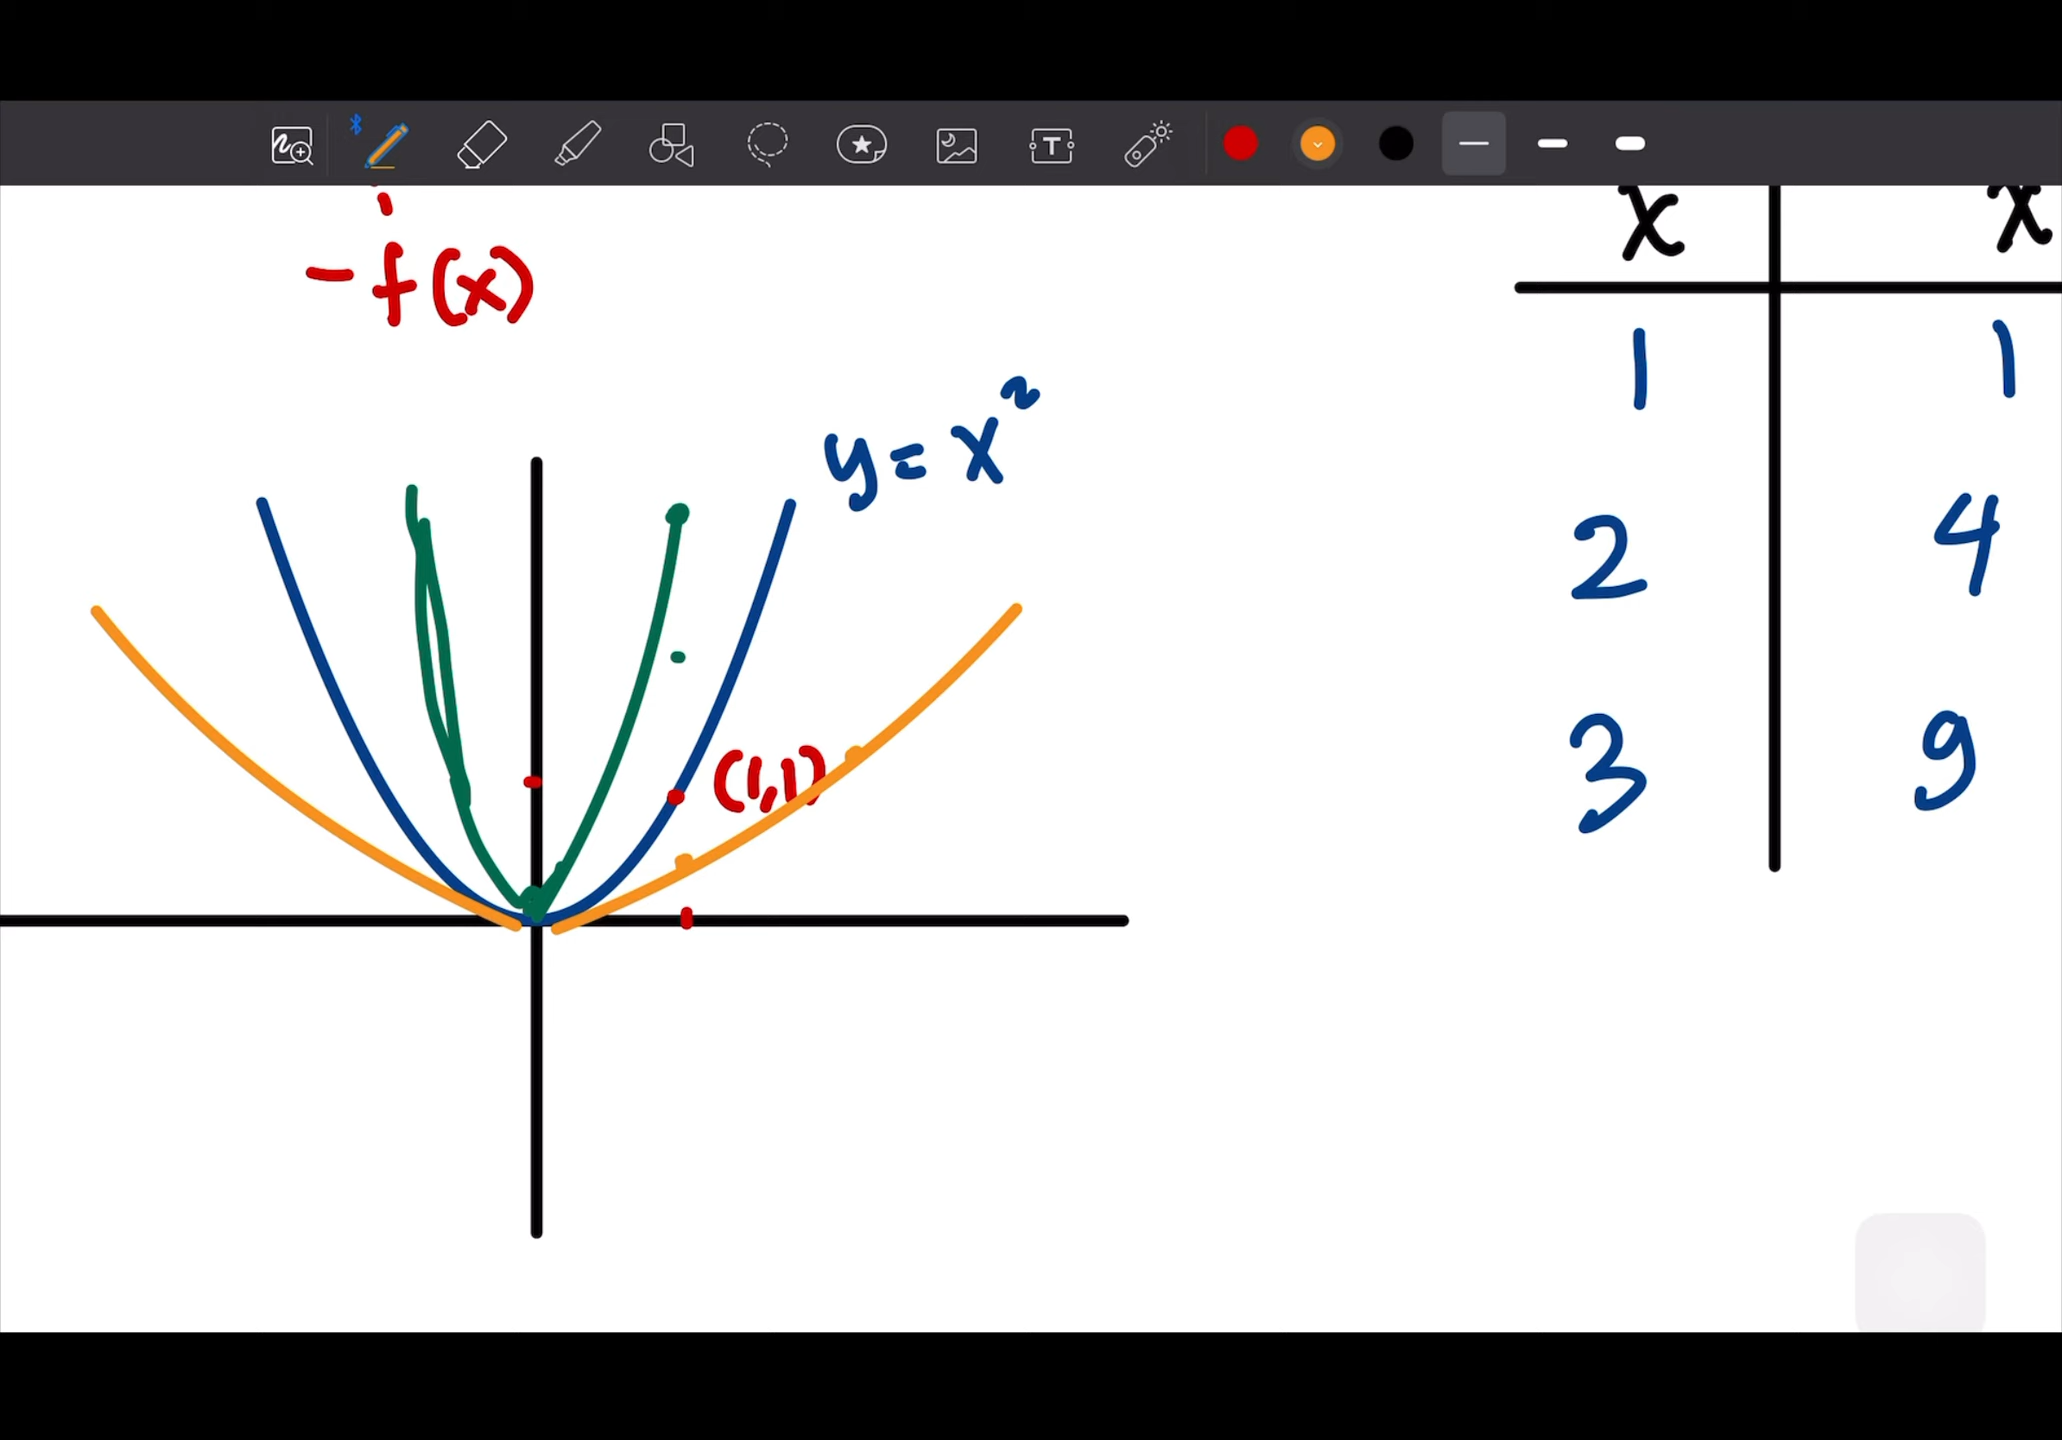 -f(x)
y = x²
(1,1)
x x
1 1
2 4
3 9
T